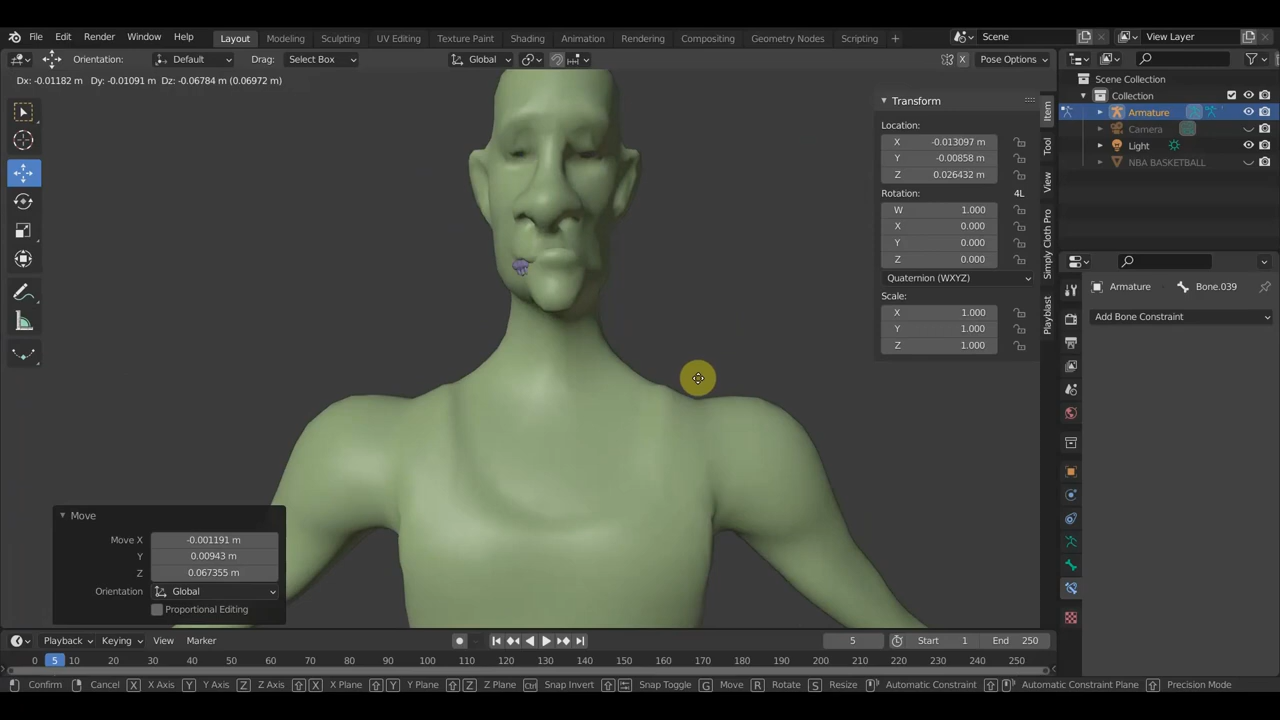 File Edit Render Window Help Layout Modeling Sculpting UV Editing Texture Paint Shading Animation Rendering Compositing Geometry Nodes Scripting + Scene View Layer
Orientation: Default Drag: Select Box Global X Pose Options
Dx: -0.01182 m Dy: -0.01091 m Dz: -0.06784 m (0.06972 m)
Scene Collection
Collection
Armature
Camera
Light
NBA BASKETBALL
Transform
Location:
X -0.013097 m
Y -0.00858 m
Z 0.026432 m
Rotation: 4L
W 1.000
X 0.000
Y 0.000
Z 0.000
Quaternion (WXYZ)
Scale:
X 1.000
Y 1.000
Z 1.000
Item
Tool
View
Simply Cloth Pro
Playblast
Armature Bone.039
Add Bone Constraint
Move
Move X -0.001191 m
Y 0.00943 m
Z 0.067355 m
Orientation Global
Proportional Editing
Playback Keying View Marker 5 Start 1 End 250
0 5 10 20 30 40 50 60 70 80 90 100 110 120 130 140 150 160 170 180 190 200 210 220 230 240 250
Confirm Cancel X X Axis Y Y Axis Z Z Axis X X Plane Y Y Plane Z Z Plane Ctrl Snap Invert Snap Toggle G Move R Rotate S Resize Automatic Constraint Automatic Constraint Plane Precision Mode